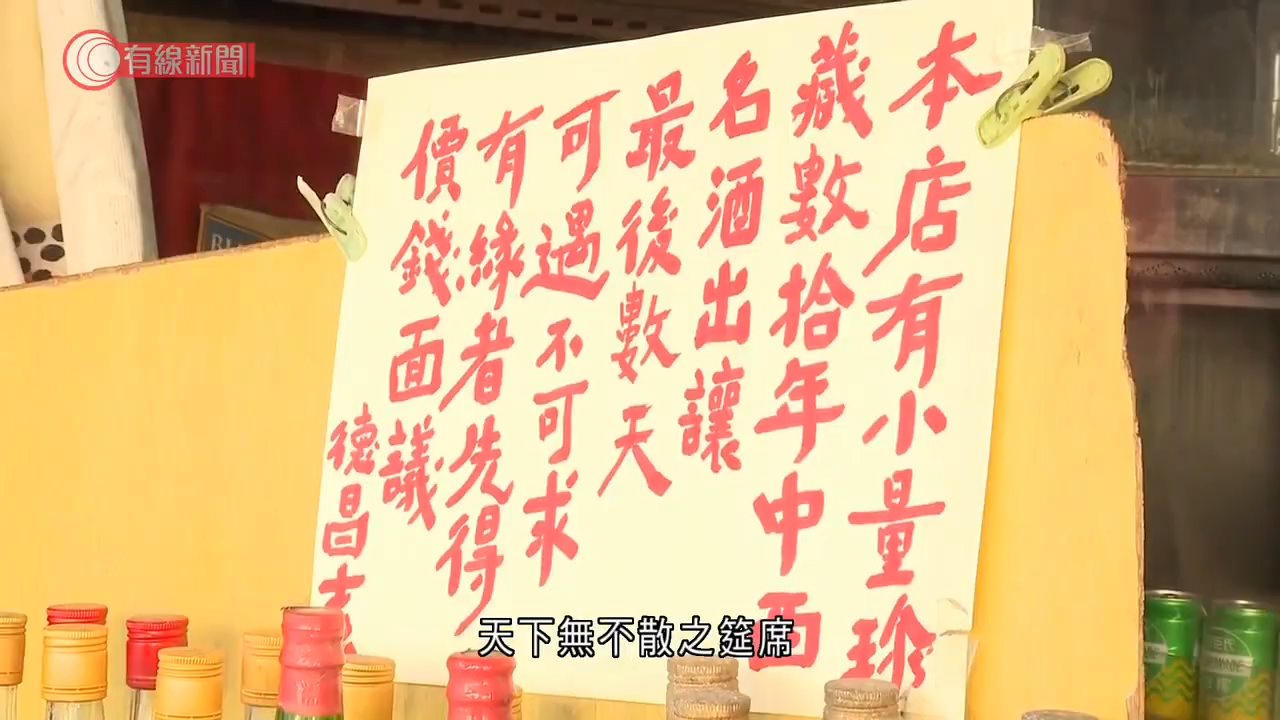 有線新聞
本店有小量珍
藏數拾年中西
名酒出讓
最後數天
可遇不可求
有緣者先得
價錢面議
德昌
天下無不散之筵席